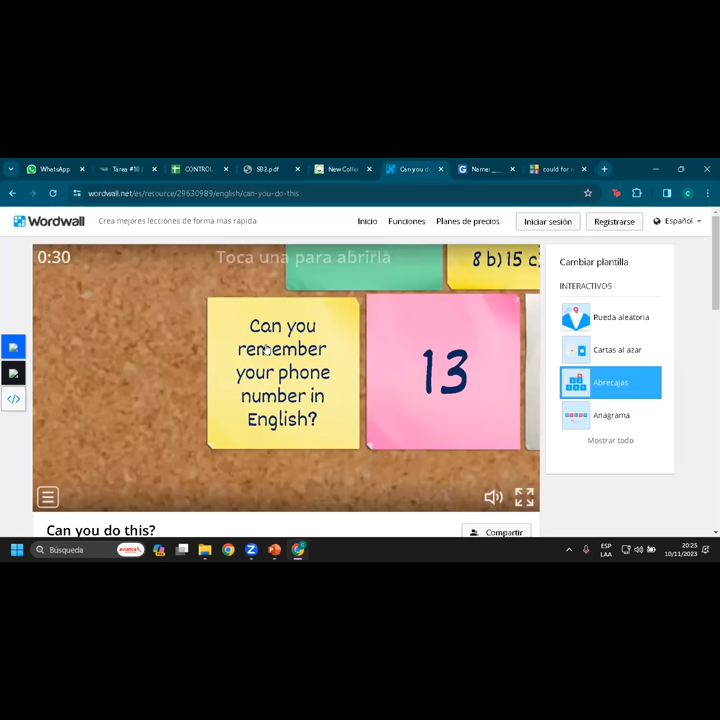 WhatsApp
Tarea #18
CONTROL
SB2.pdf
New Colle
Can you d
Name: ___
could for
wordwall.net/es/resource/29630989/english/can-you-do-this
Wordwall
Crea mejores lecciones de forma más rápida
Inicio
Funciones
Planes de precios
Iniciar sesión
Registrarse
Español
0:30
Toca una para abrirla
8 b) 15 c)
Can you
remember
your phone
number in
English?
13
Cambiar plantilla
INTERACTIVOS
Rueda aleatoria
Cartas al azar
Abrecajas
Anagrama
Mostrar todo
Can you do this?
Compartir
Búsqueda
avianca
ESP
LAA
20:25
10/11/2023